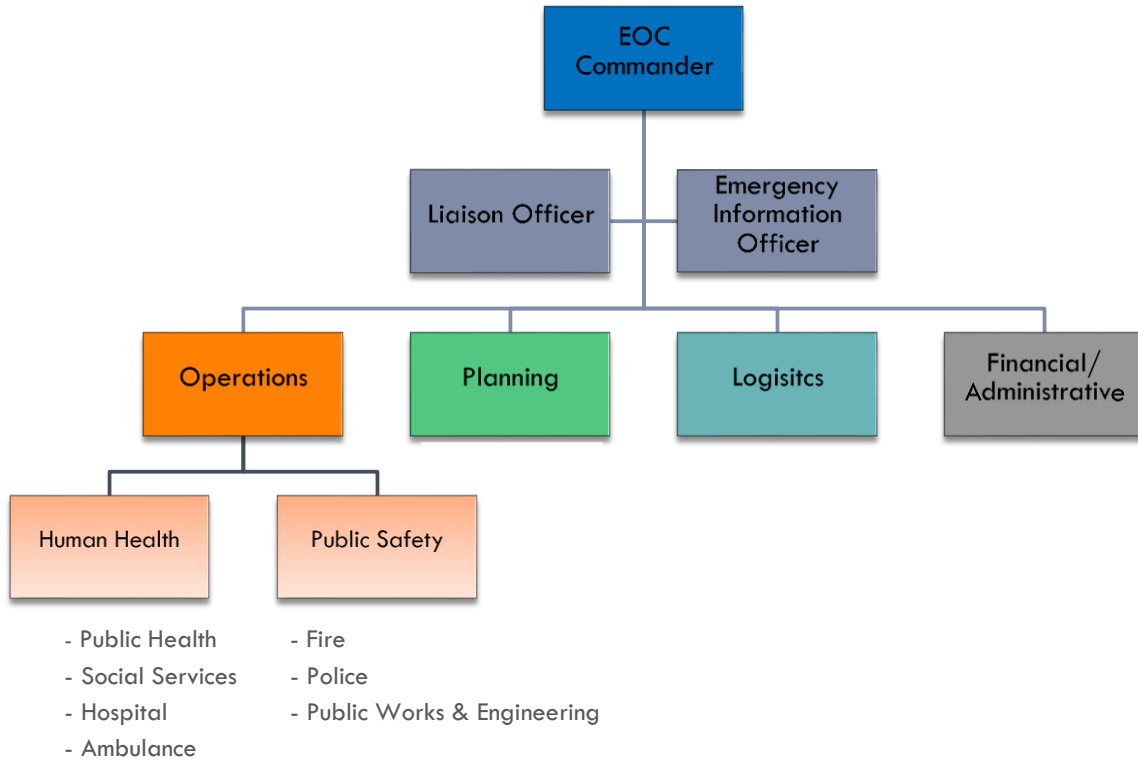 EOC
Commander
Liaison Officer
Emergency
Information
Officer
Operations
Planning
Logisitcs
Financial/
Administrative
Human Health
Public Safety
- Public Health
- Social Services
- Hospital
- Ambulance
- Fire
- Police
- Public Works & Engineering